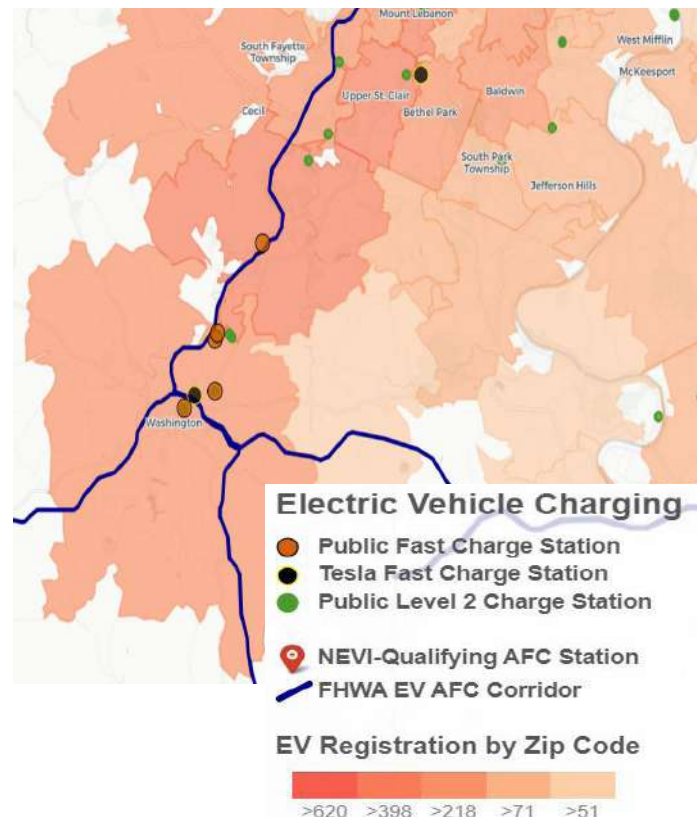 Mount Lebanon
South Fayette
Township
West Mifflin
McKeesport
Upper St. Clair
Baldwin
Cecil
Bethel Park
South Park
Township
Jefferson Hills
Washington
Electric Vehicle Charging
Public Fast Charge Station
Tesla Fast Charge Station
Public Level 2 Charge Station
NEVI-Qualifying AFC Station
FHWA EV AFC Corridor
EV Registration by Zip Code
>620 >398 >218 >71 >51